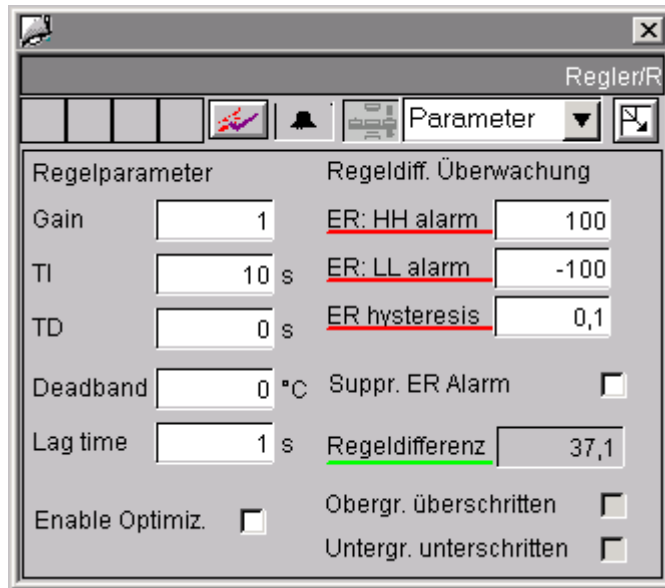 Regler/R
Parameter
Regelparameter
Gain 1
TI 10 s
TD 0 s
Deadband 0 °C
Lag time 1 s
Enable Optimiz.
Regeldiff. Überwachung
ER: HH alarm 100
ER: LL alarm -100
ER hysteresis 0,1
Suppr. ER Alarm
Regeldifferenz 37,1
Obergr. überschritten
Untergr. unterschritten